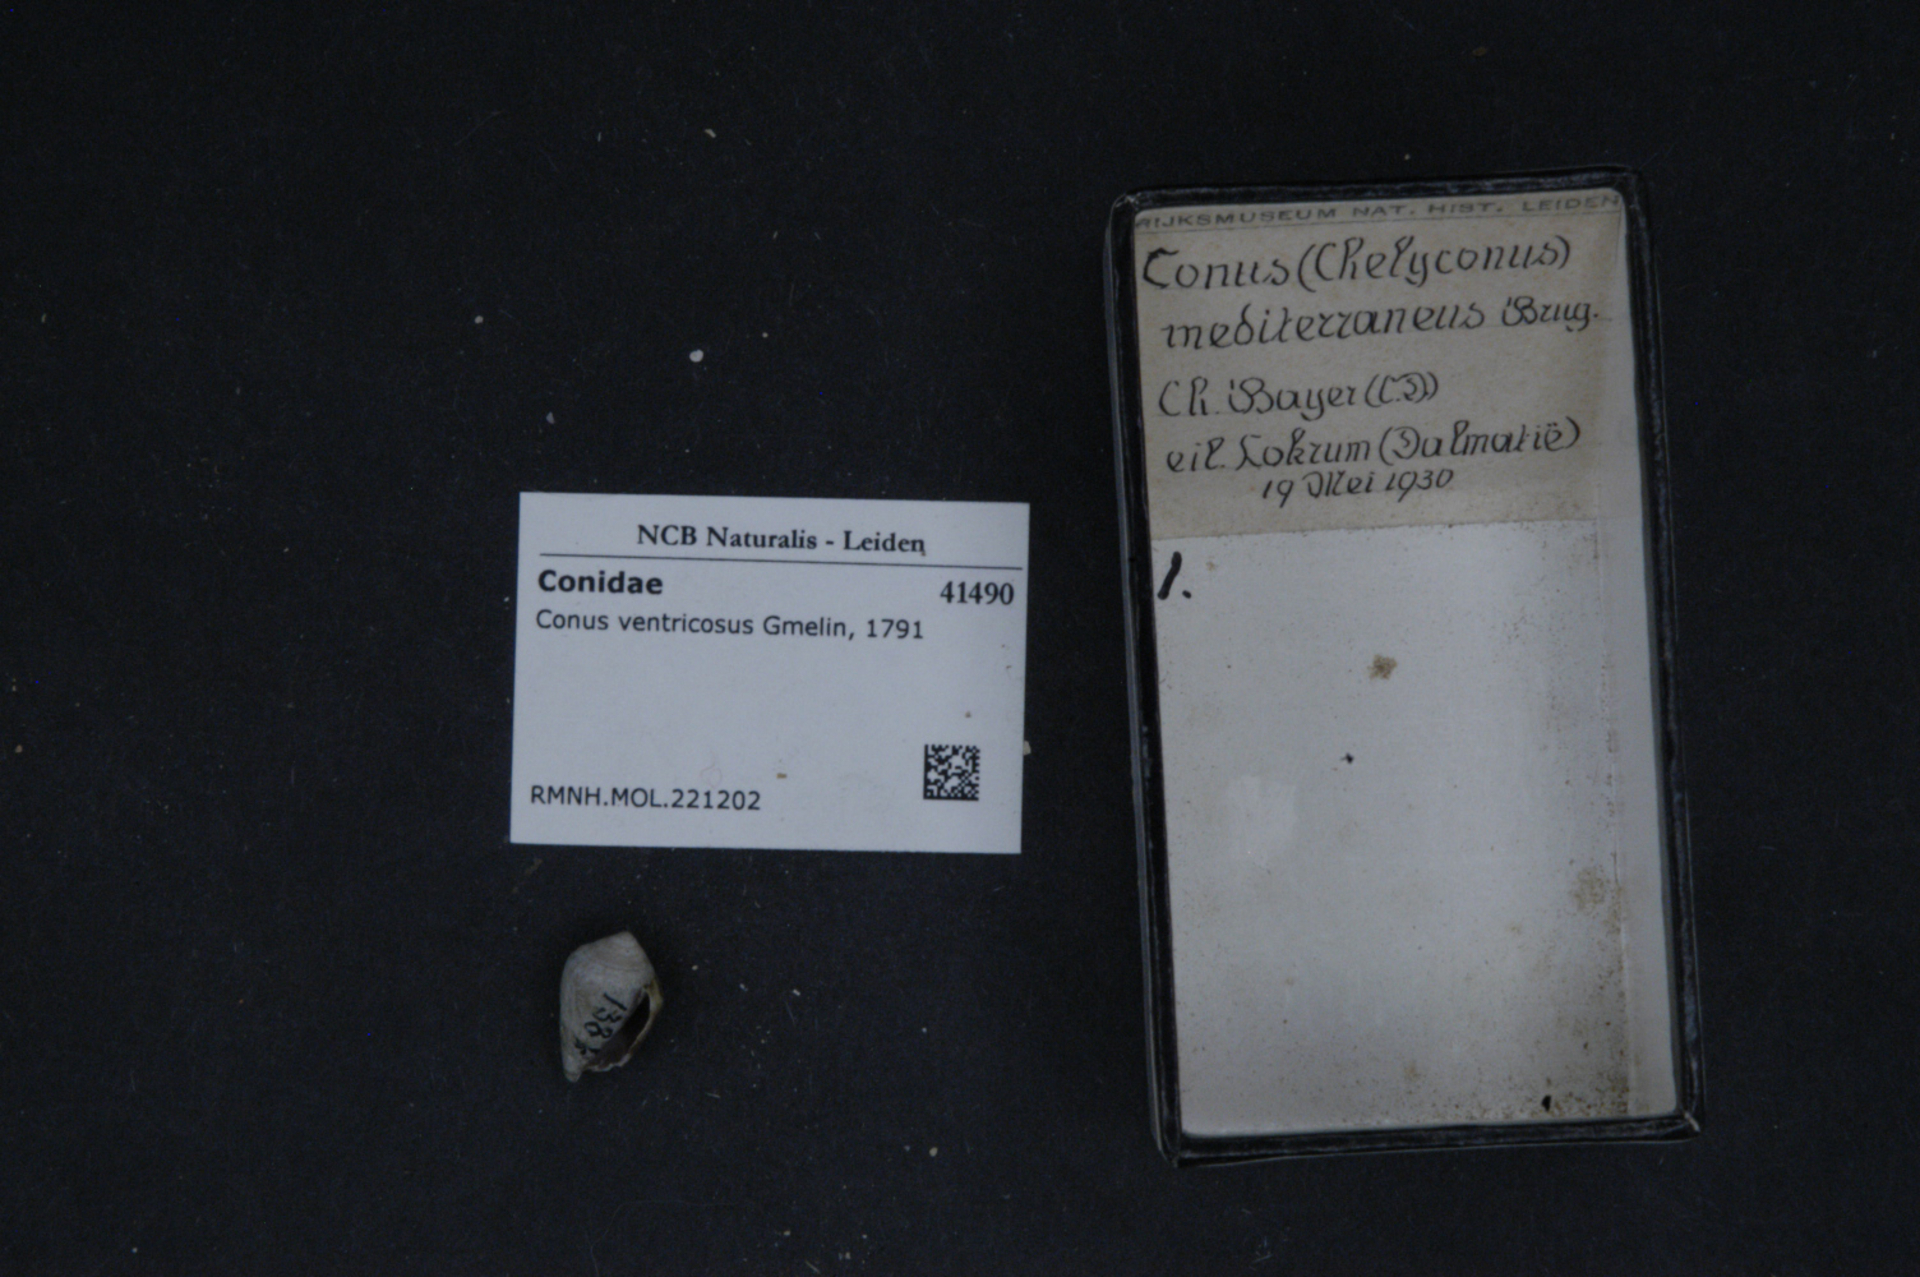 NCB Naturalis - Leiden
Conidae 41490
Conus ventricosus Gmelin, 1791
RMNH.MOL.221202
RIJKSMUSEUM NAT. HIST. LEIDEN
Conus (Chelyconus)
mediterraneus Brug.
Ch. Bayer
eil. Lokrum (Dalmatië)
19 Mei 1930
1.